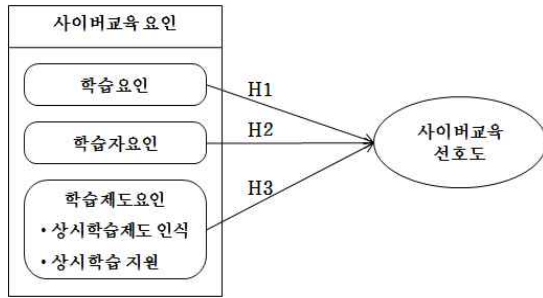 사이버교육 요인
학습요인
학습자요인
학습제도요인
• 상시학습제도 인식
• 상시학습 지원
H1
H2
H3
사이버교육
선호도